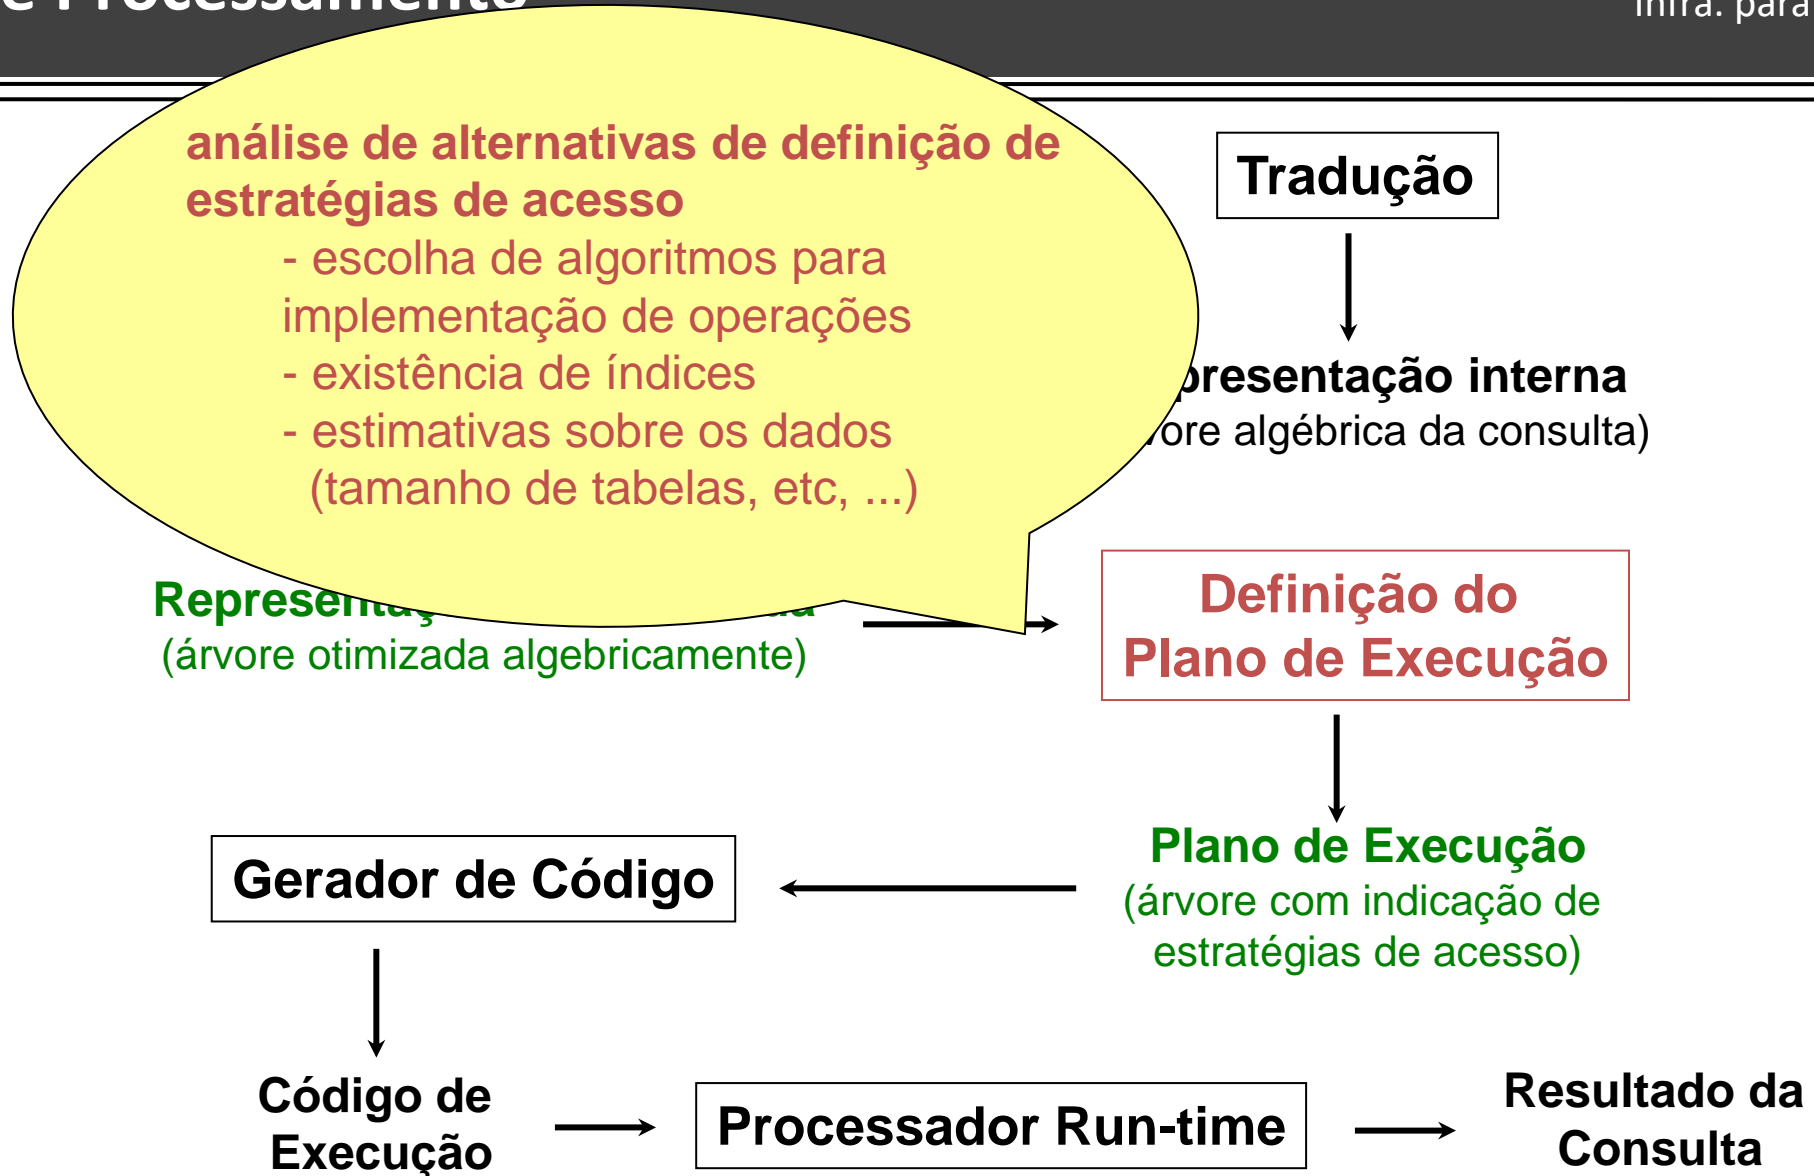 e Processamento
Infra. para
análise de alternativas de definição de
estratégias de acesso
- escolha de algoritmos para
implementação de operações
- existência de índices
- estimativas sobre os dados
(tamanho de tabelas, etc, ...)
Tradução
presentação interna
vore algébrica da consulta)
(árvore otimizada algebricamente)
Definição do
Plano de Execução
Plano de Execução
(árvore com indicação de
estratégias de acesso)
Gerador de Código
Código de
Execução
Processador Run-time
Resultado da
Consulta